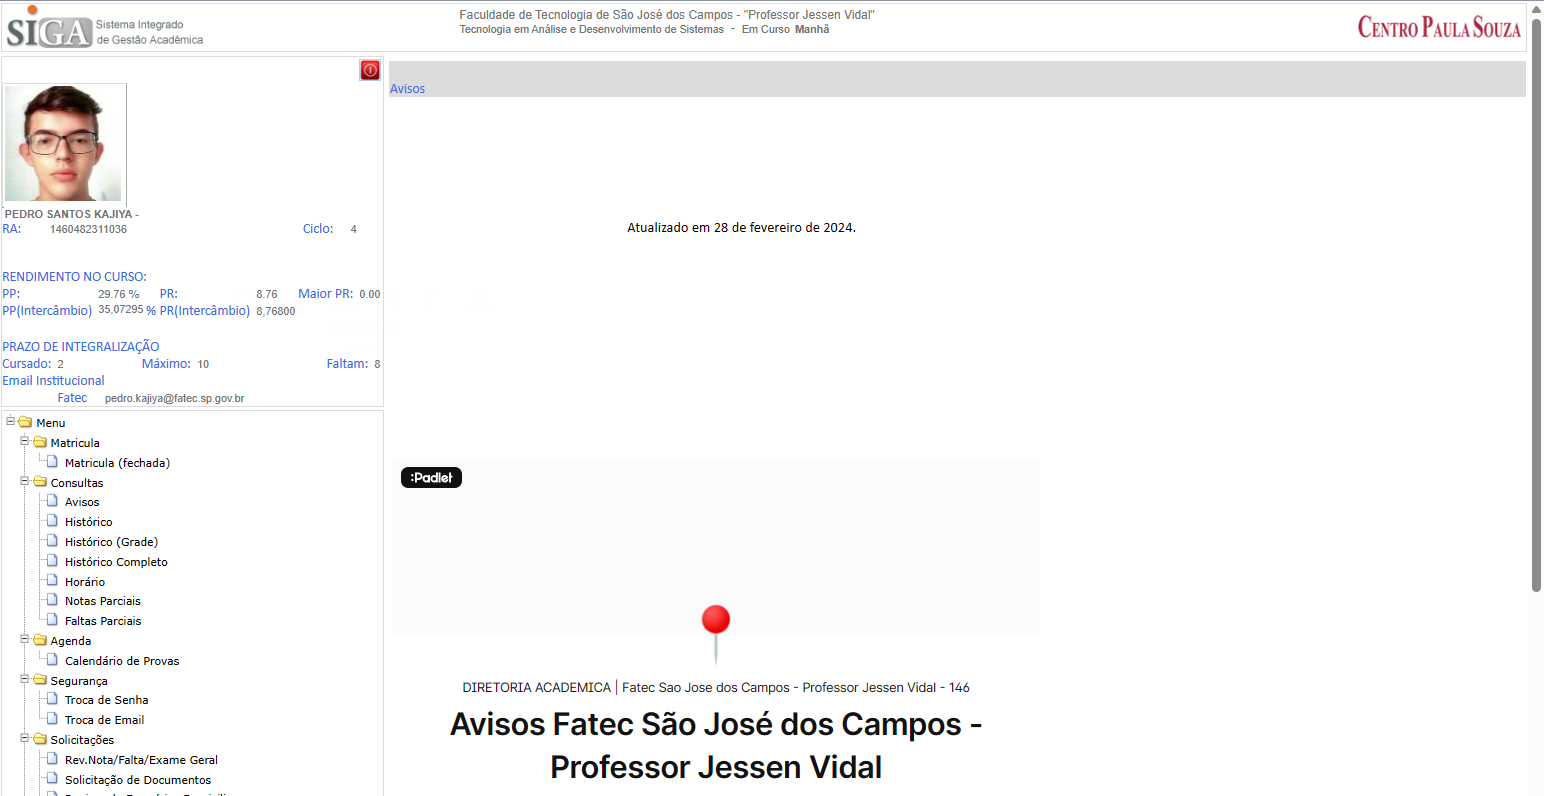 SIGA Sistema Integrado
de Gestão Acadêmica
Faculdade de Tecnologia de São José dos Campos - "Professor Jessen Vidal"
Tecnologia em Análise e Desenvolvimento de Sistemas - Em Curso Manhã
CENTRO PAULA SOUZA
Avisos
PEDRO SANTOS KAJIYA -
RA: 1460482311036 Ciclo: 4
RENDIMENTO NO CURSO:
PP: 29.76 % PR: 8.76 Maior PR: 0.00
PP(Intercâmbio) 35,07295 % PR(Intercâmbio) 8,76800
PRAZO DE INTEGRALIZAÇÃO
Cursado: 2 Máximo: 10 Faltam: 8
Email Institucional
Fatec pedro.kajiya@fatec.sp.gov.br
Menu
Matricula
Matricula (fechada)
Consultas
Avisos
Histórico
Histórico (Grade)
Histórico Completo
Horário
Notas Parciais
Faltas Parciais
Agenda
Calendário de Provas
Segurança
Troca de Senha
Troca de Email
Solicitações
Rev.Nota/Falta/Exame Geral
Solicitação de Documentos
Atualizado em 28 de fevereiro de 2024.
:Padlet
DIRETORIA ACADEMICA | Fatec Sao Jose dos Campos - Professor Jessen Vidal - 146
Avisos Fatec São José dos Campos -
Professor Jessen Vidal